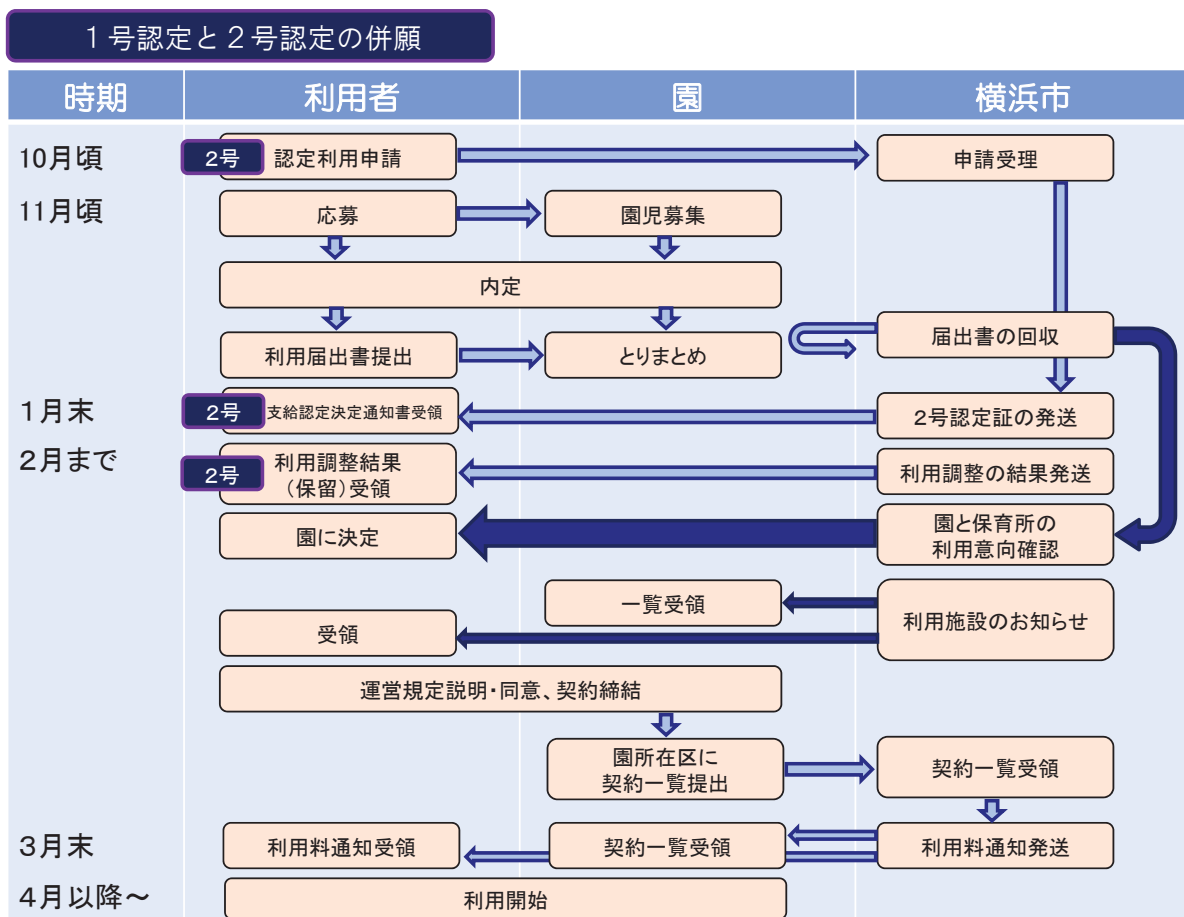 1号認定と2号認定の併願
時期 利用者 園 横浜市
10月頃 2号 認定利用申請 申請受理
11月頃 応募 園児募集
内定
利用届出書提出 とりまとめ 届出書の回収
1月末 2号 支給認定決定通知書受領 2号認定証の発送
2月まで 2号 利用調整結果
(保留)受領 利用調整の結果発送
園に決定 園と保育所の
利用意向確認
一覧受領 利用施設のお知らせ
受領
運営規定説明・同意、契約締結
園所在区に
契約一覧提出 契約一覧受領
3月末 利用料通知受領 契約一覧受領 利用料通知発送
4月以降～ 利用開始